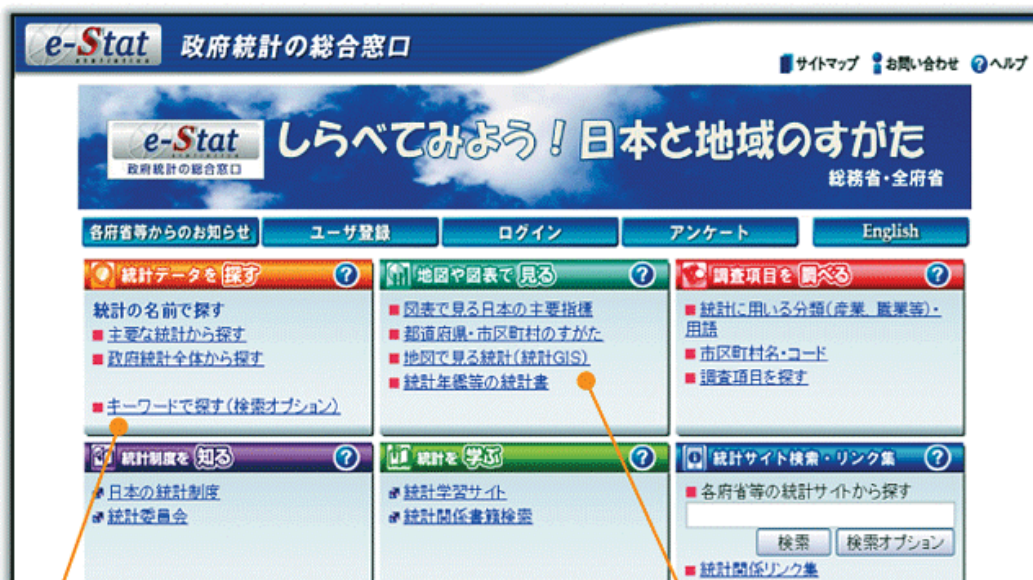 e-Stat 政府統計の総合窓口
サイトマップ お問い合わせ ヘルプ
e-Stat
政府統計の総合窓口
しらべてみよう！日本と地域のすがた
総務省・全府省
各府省等からのお知らせ ユーザ登録 ログイン アンケート English
統計データを 探す ?
統計の名前で探す
主要な統計から探す
政府統計全体から探す
キーワードで探す(検索オプション)
地図や図表で 見る ?
図表で見る日本の主要指標
都道府県・市区町村のすがた
地図で見る統計(統計GIS)
統計年鑑等の統計書
調査項目を 調べる ?
統計に用いる分類(産業、職業等)・
用語
市区町村名・コード
調査項目を探す
統計制度を 知る ?
日本の統計制度
統計委員会
統計を 学ぶ ?
統計学習サイト
統計関係書籍検索
統計サイト検索・リンク集 ?
各府省等の統計サイトから探す
検索 検索オプション
統計関係リンク集